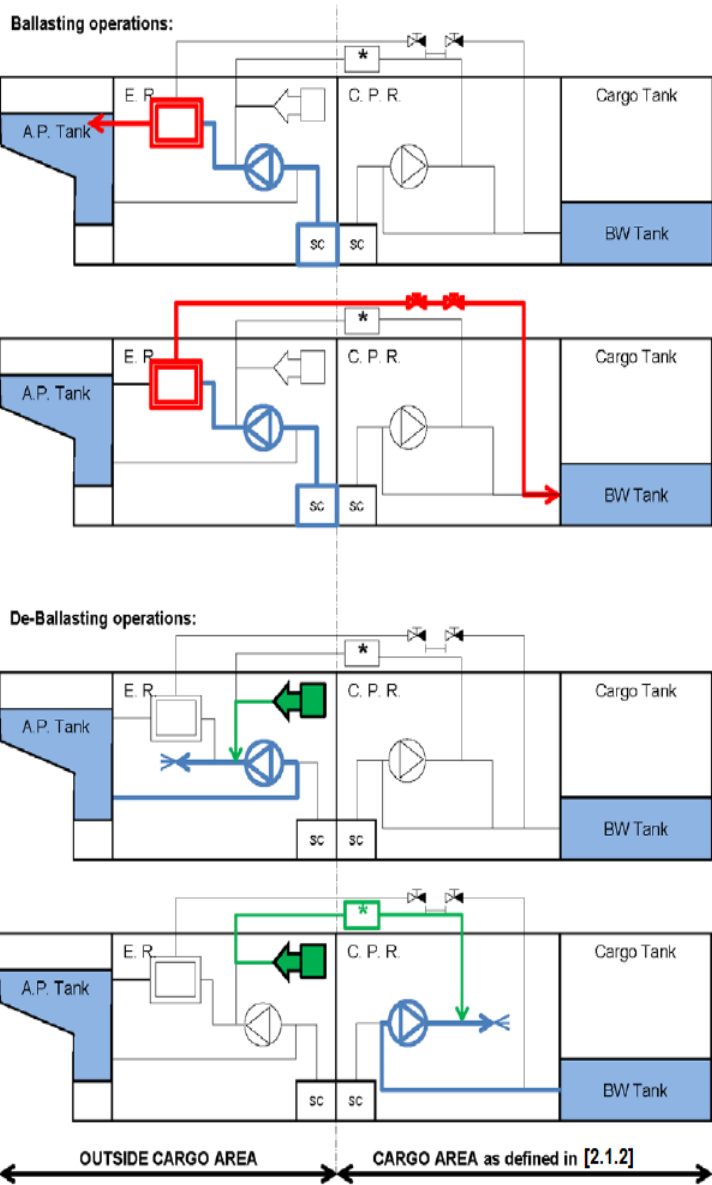 Ballasting operations:
*
E. R.
C. P. R.
Cargo Tank
A.P. Tank
BW Tank
SC
SC
*
E. R.
C. P. R.
Cargo Tank
A.P. Tank
BW Tank
SC
SC
De-Ballasting operations:
*
E. R.
C. P. R.
Cargo Tank
A.P. Tank
BW Tank
SC
SC
*
E. R.
C. P. R.
Cargo Tank
A.P. Tank
BW Tank
SC
SC
OUTSIDE CARGO AREA
CARGO AREA as defined in [2.1.2]